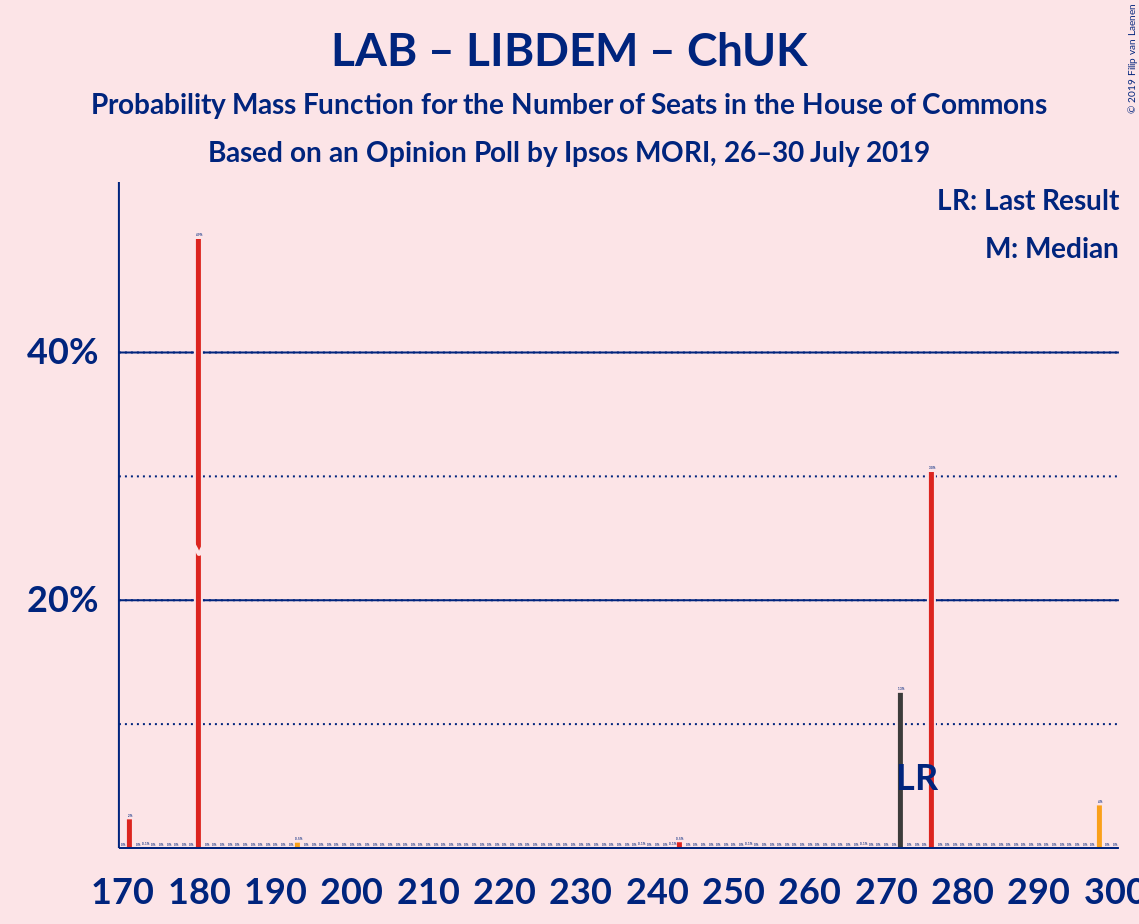 LAB – LIBDEM – ChUK
Probability Mass Function for the Number of Seats in the House of Commons
Based on an Opinion Poll by Ipsos MORI, 26–30 July 2019
© 2019 Filip van Laenen
LR: Last Result
M: Median
40%
20%
LR
170 180 190 200 210 220 230 240 250 260 270 280 290 300